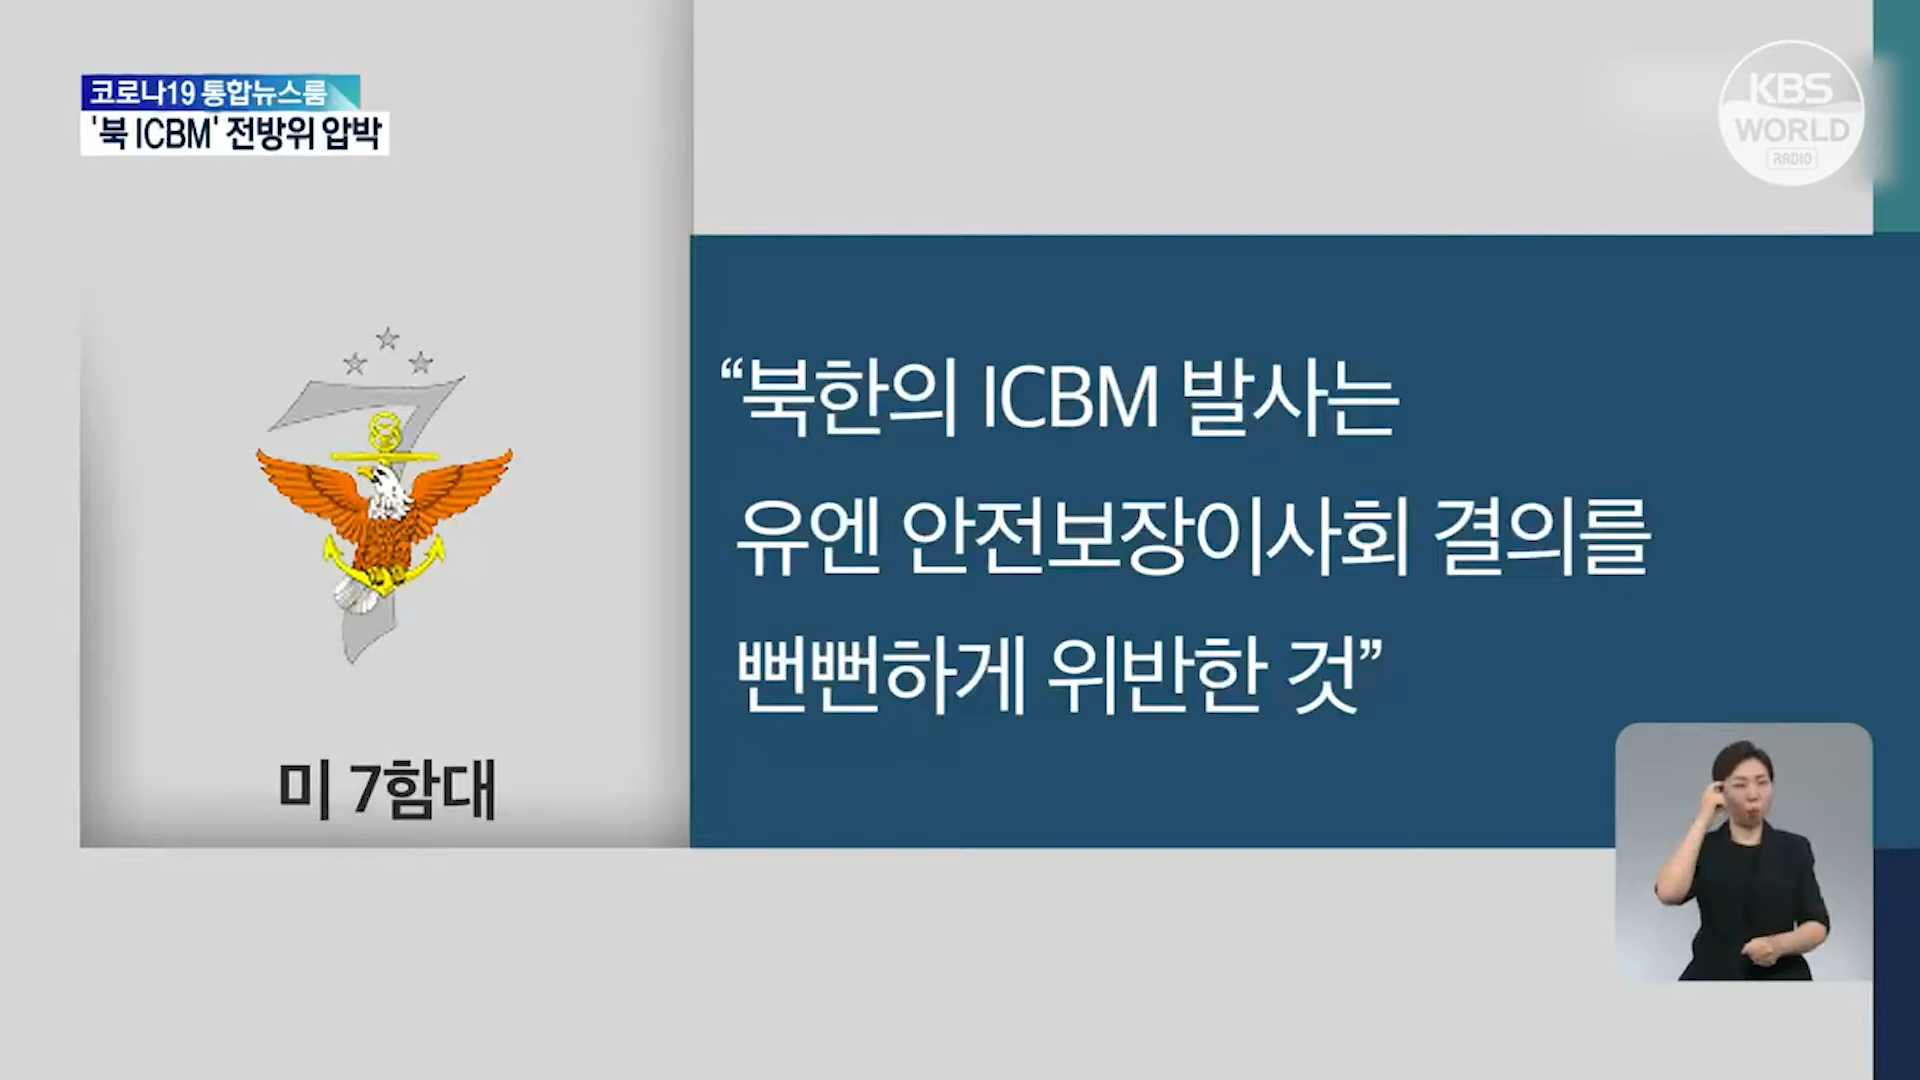 코로나19 통합뉴스룸
'북 ICBM' 전방위 압박
KBS
WORLD
RADIO
“북한의 ICBM 발사는
유엔 안전보장이사회 결의를
뻔뻔하게 위반한 것”
미 7함대